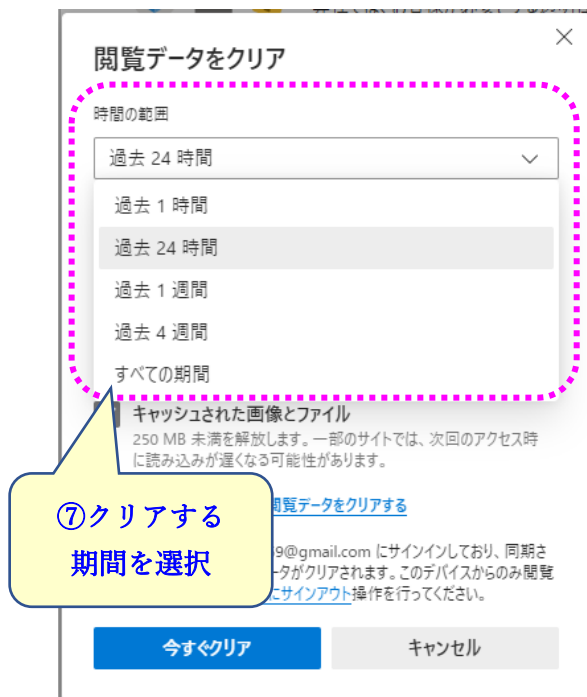 閲覧データをクリア
時間の範囲
過去 24 時間
過去 1 時間
過去 24 時間
過去 1 週間
過去 4 週間
すべての期間
キャッシュされた画像とファイル
250 MB 未満を解放します。一部のサイトでは、次回のアクセス時
に読み込みが遅くなる可能性があります。
⑦クリアする
期間を選択
閲覧データをクリアする
9@gmail.com にサインインしており、同期さ
ータがクリアされます。このデバイスからのみ閲覧
にサインアウト操作を行ってください。
今すぐクリア
キャンセル